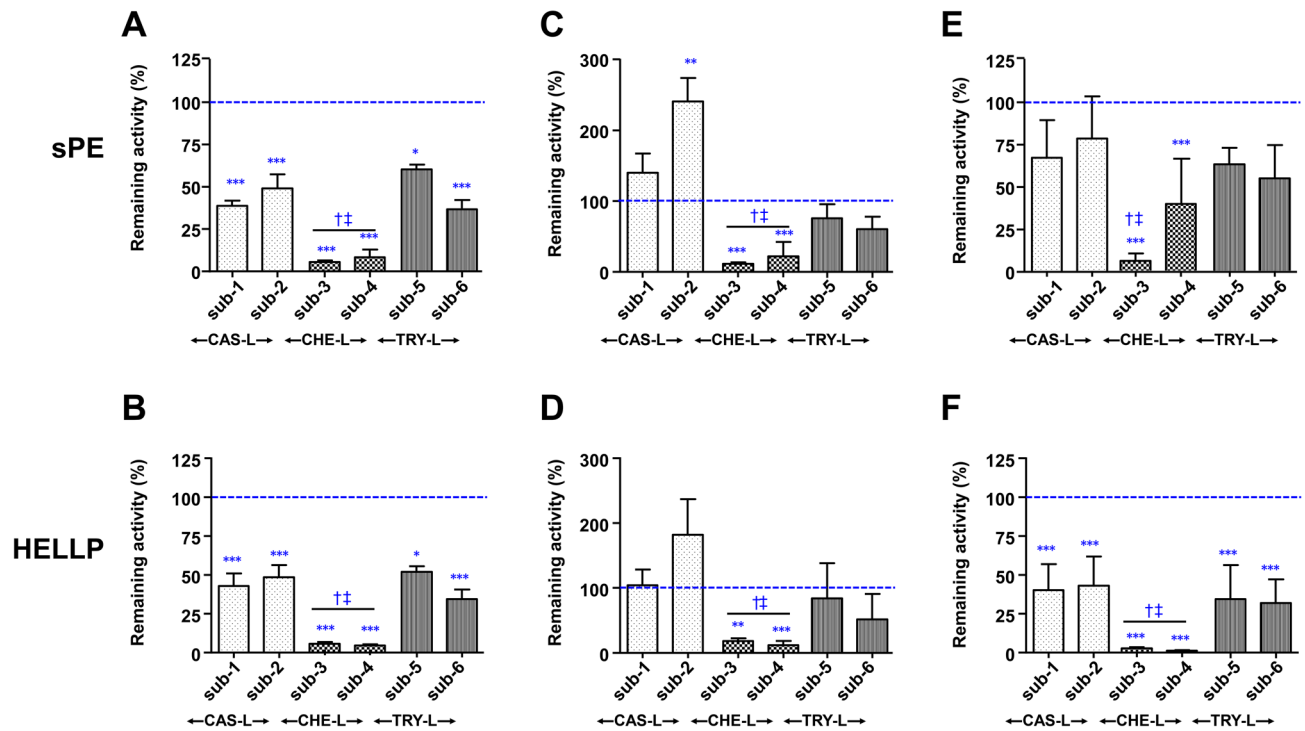 sPE
A
Remaining activity (%)
125
100
75
50
25
0
***
***
†‡
***
***
*
***
sub-1 sub-2 sub-3 sub-4 sub-5 sub-6
←CAS-L→ ←CHE-L→ ←TRY-L→
C
Remaining activity (%)
300
200
100
0
**
†‡
***
***
sub-1 sub-2 sub-3 sub-4 sub-5 sub-6
←CAS-L→ ←CHE-L→ ←TRY-L→
E
Remaining activity (%)
125
100
75
50
25
0
†‡
***
***
sub-1 sub-2 sub-3 sub-4 sub-5 sub-6
←CAS-L→ ←CHE-L→ ←TRY-L→
HELLP
B
Remaining activity (%)
125
100
75
50
25
0
***
***
†‡
***
***
*
***
sub-1 sub-2 sub-3 sub-4 sub-5 sub-6
←CAS-L→ ←CHE-L→ ←TRY-L→
D
Remaining activity (%)
300
200
100
0
†‡
**
***
sub-1 sub-2 sub-3 sub-4 sub-5 sub-6
←CAS-L→ ←CHE-L→ ←TRY-L→
F
Remaining activity (%)
125
100
75
50
25
0
***
***
†‡
***
***
***
***
sub-1 sub-2 sub-3 sub-4 sub-5 sub-6
←CAS-L→ ←CHE-L→ ←TRY-L→